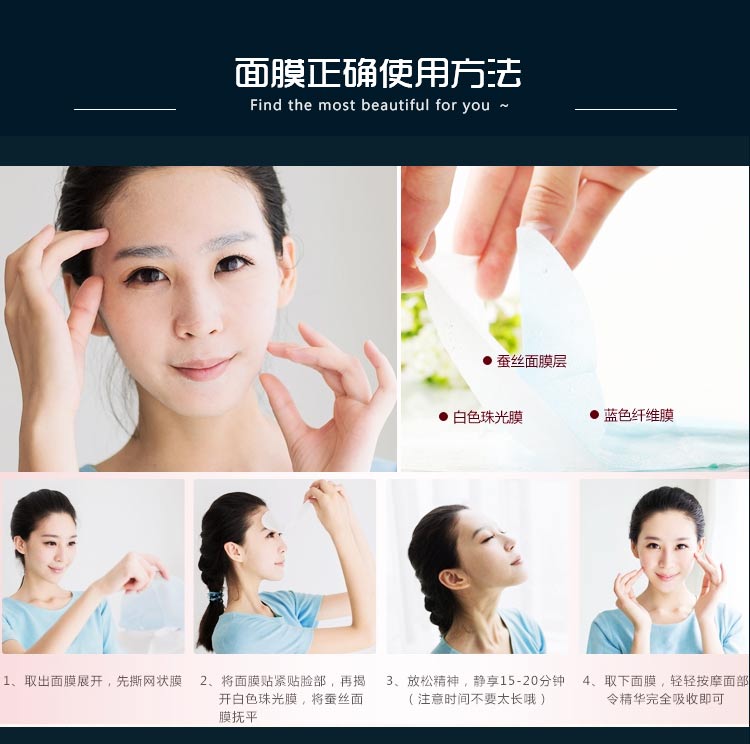 面膜正确使用方法
Find the most beautiful for you ~
蚕丝面膜层
白色珠光膜
蓝色纤维膜
1、取出面膜展开，先撕网状膜
2、将面膜贴紧贴脸部，再揭
开白色珠光膜，将蚕丝面
膜抚平
3、放松精神，静享15-20分钟
（注意时间不要太长哦）
4、取下面膜，轻轻按摩面部
令精华完全吸收即可